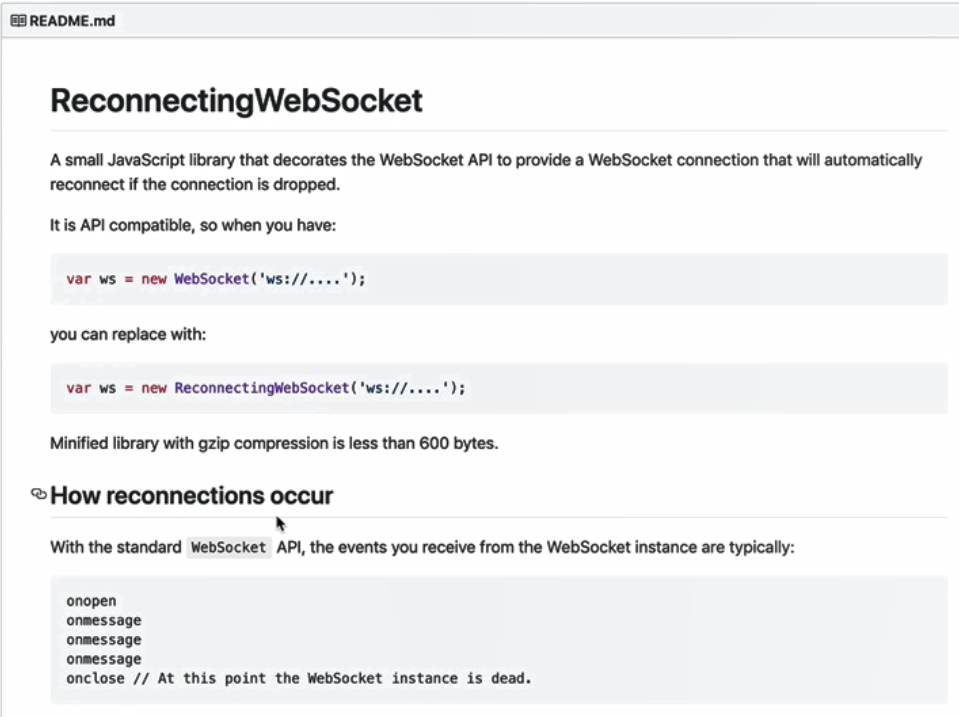 README.md
ReconnectingWebSocket
A small JavaScript library that decorates the WebSocket API to provide a WebSocket connection that will automatically
reconnect if the connection is dropped.
It is API compatible, so when you have:
var ws = new WebSocket('ws://....');
you can replace with:
var ws = new ReconnectingWebSocket('ws://....');
Minified library with gzip compression is less than 600 bytes.
How reconnections occur
With the standard WebSocket API, the events you receive from the WebSocket instance are typically:
onopen
onmessage
onmessage
onmessage
onclose // At this point the WebSocket instance is dead.